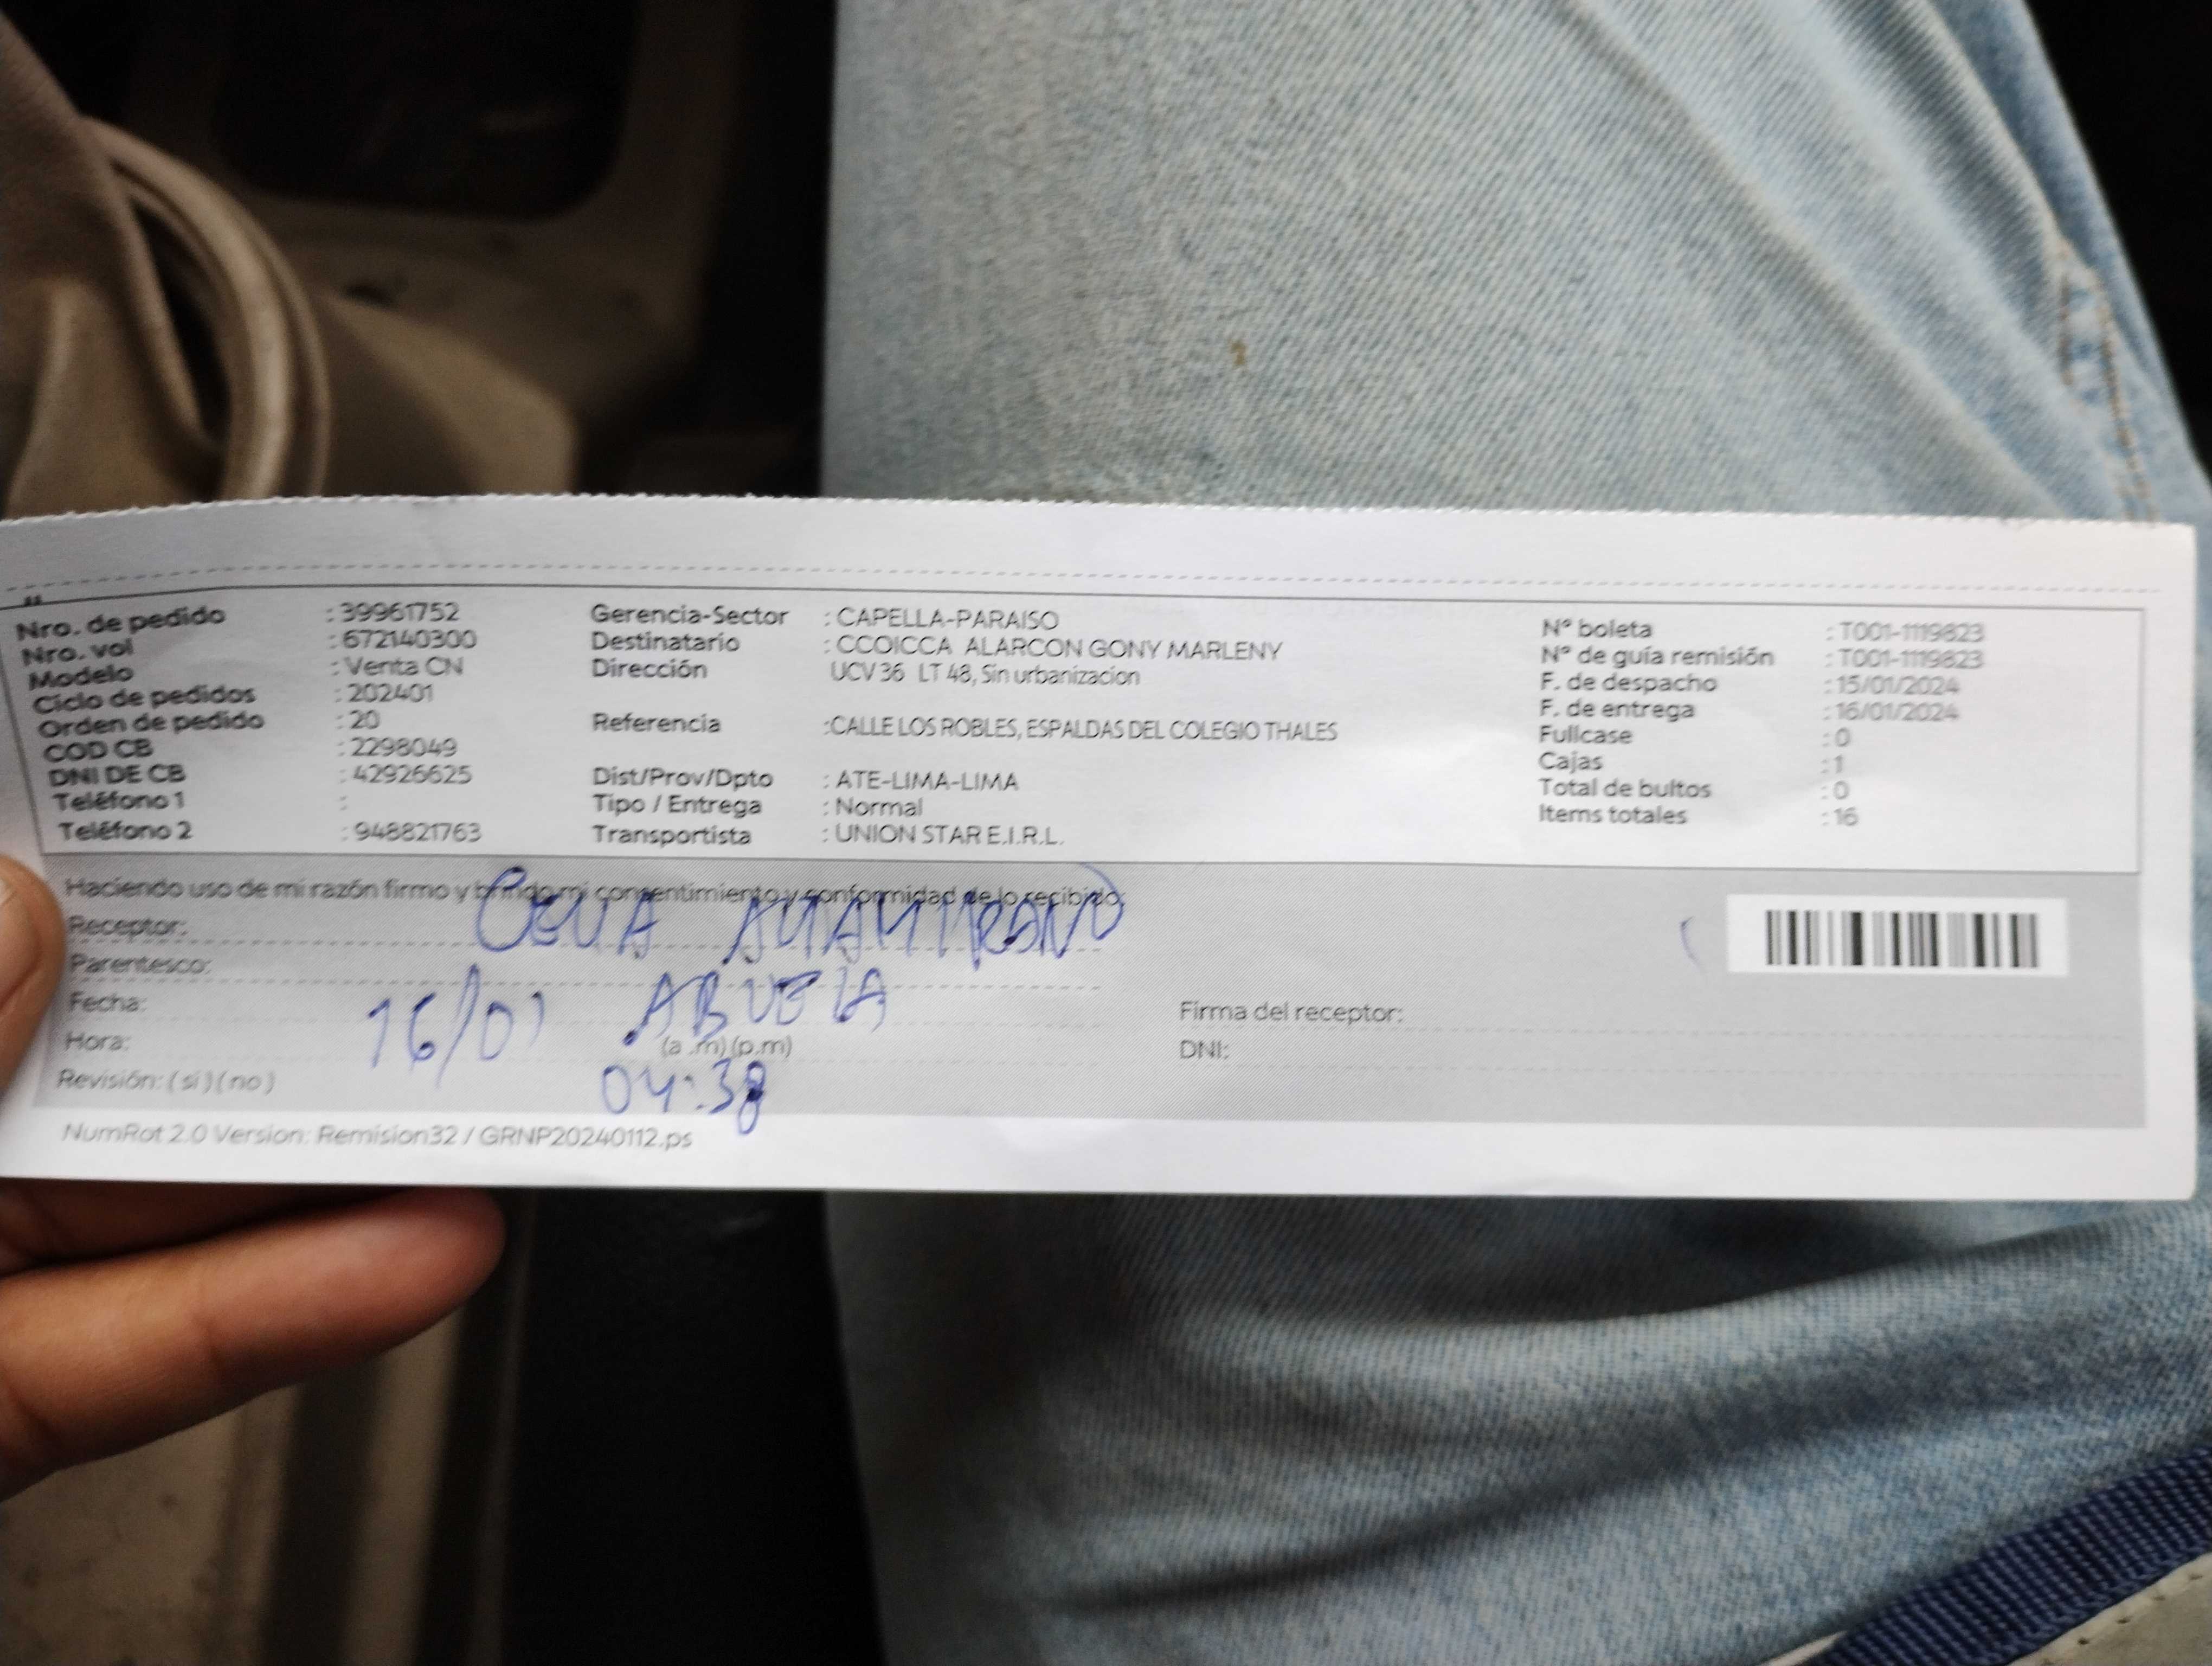 Nro. de pedido : 39961752
Nro. vol : 672140300
Modelo : Venta CN
Ciclo de pedidos : 202401
Orden de pedido : 20
COD CB : 2298049
DNI DE CB : 42926625
Teléfono 1 :
Teléfono 2 : 948821763
Gerencia-Sector : CAPELLA-PARAISO
Destinatario : CCOICCA ALARCON GONY MARLENY
Dirección UCV 36 LT 48, Sin urbanizacion
Referencia :CALLE LOS ROBLES, ESPALDAS DEL COLEGIO THALES
Dist/Prov/Dpto : ATE-LIMA-LIMA
Tipo / Entrega : Normal
Transportista : UNION STAR E.I.R.L.
N° boleta : T001-1119823
N° de guía remisión : T001-1119823
F. de despacho : 15/01/2024
F. de entrega : 16/01/2024
Fullcase : 0
Cajas : 1
Total de bultos : 0
Items totales : 16
Haciendo uso de mi razón firmo y brindo mi consentimiento y conformidad de lo recibido:
Receptor:
Parentesco: ABUELA
Fecha: 16/01
Hora: (a .m) (p.m) 04:38
Revisión: ( si ) ( no )
Firma del receptor:
DNI:
NumRot 2.0 Version: Remision32 / GRNP20240112.ps